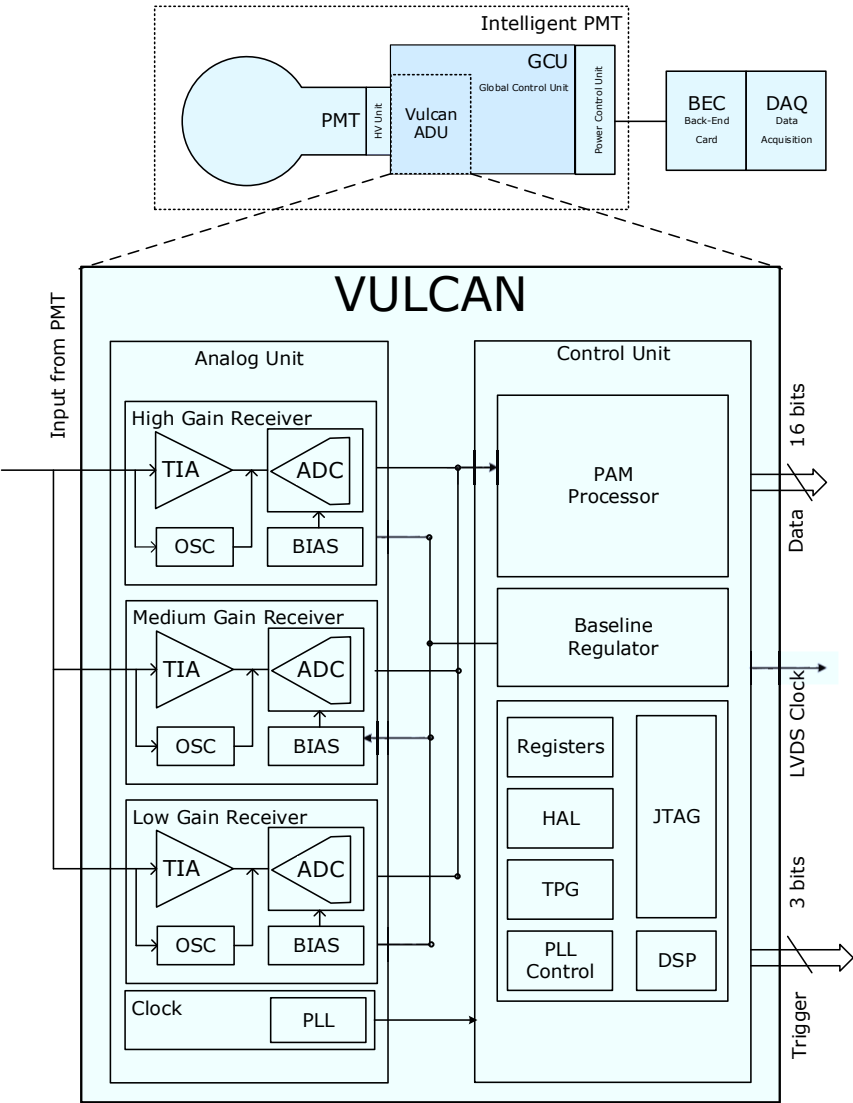 Intelligent PMT
GCU
Global Control Unit
PMT
HV Unit
Vulcan
ADU
Power Control Unit
BEC
Back-End
Card
DAQ
Data
Acquisition
VULCAN
Input from PMT
Analog Unit
High Gain Receiver
TIA
ADC
OSC
BIAS
Medium Gain Receiver
TIA
ADC
OSC
BIAS
Low Gain Receiver
TIA
ADC
OSC
BIAS
Clock
PLL
Control Unit
PAM
Processor
Baseline
Regulator
Registers
HAL
TPG
PLL
Control
JTAG
DSP
16 bits
Data
LVDS Clock
3 bits
Trigger